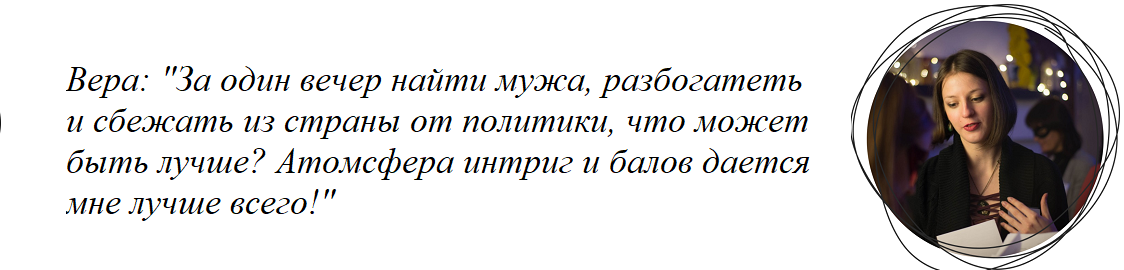 Вера: "За один вечер найти мужа, разбогатеть
и сбежать из страны от политики, что может
быть лучше? Атомсфера интриг и балов дается
мне лучше всего!"